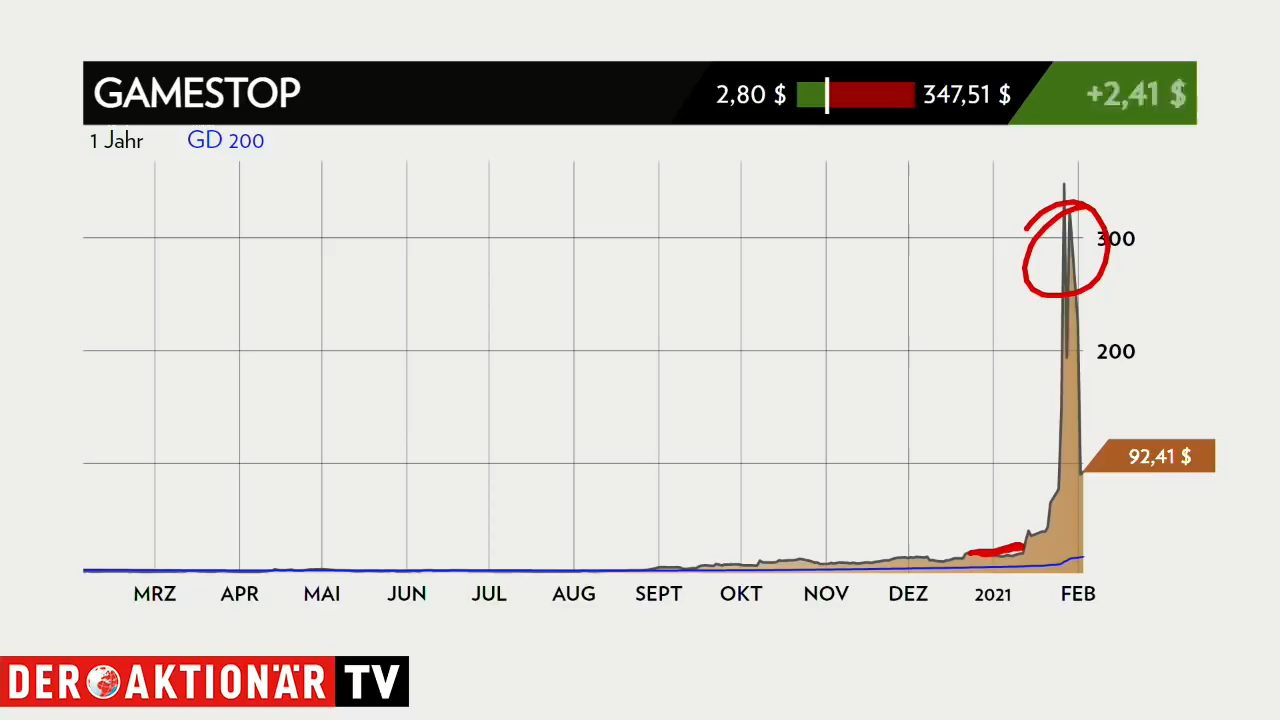 GAMESTOP 2,80 $ 347,51 $ +2,41 $
1 Jahr GD 200
300
200
92,41 $
MRZ APR MAI JUN JUL AUG SEPT OKT NOV DEZ 2021 FEB
DER AKTIONÄR TV